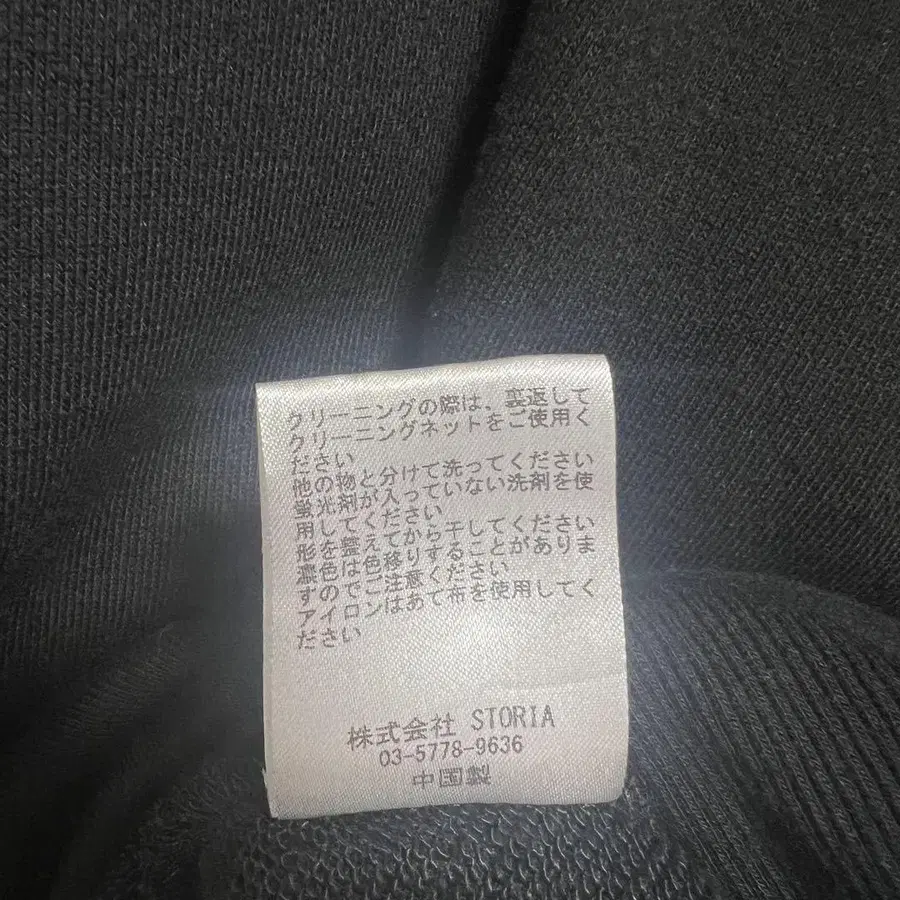 クリーニングの際は、裏返して
クリーニングネットをご使用く
ださい
他の物と分けて洗ってください
蛍光剤が入っていない洗剤を使
用してください
形を整えてから干してください
濃色は色移りすることがありま
すのでご注意ください
アイロンはあて布を使用してく
ださい
株式会社 STORIA
03-5778-9636
中国製